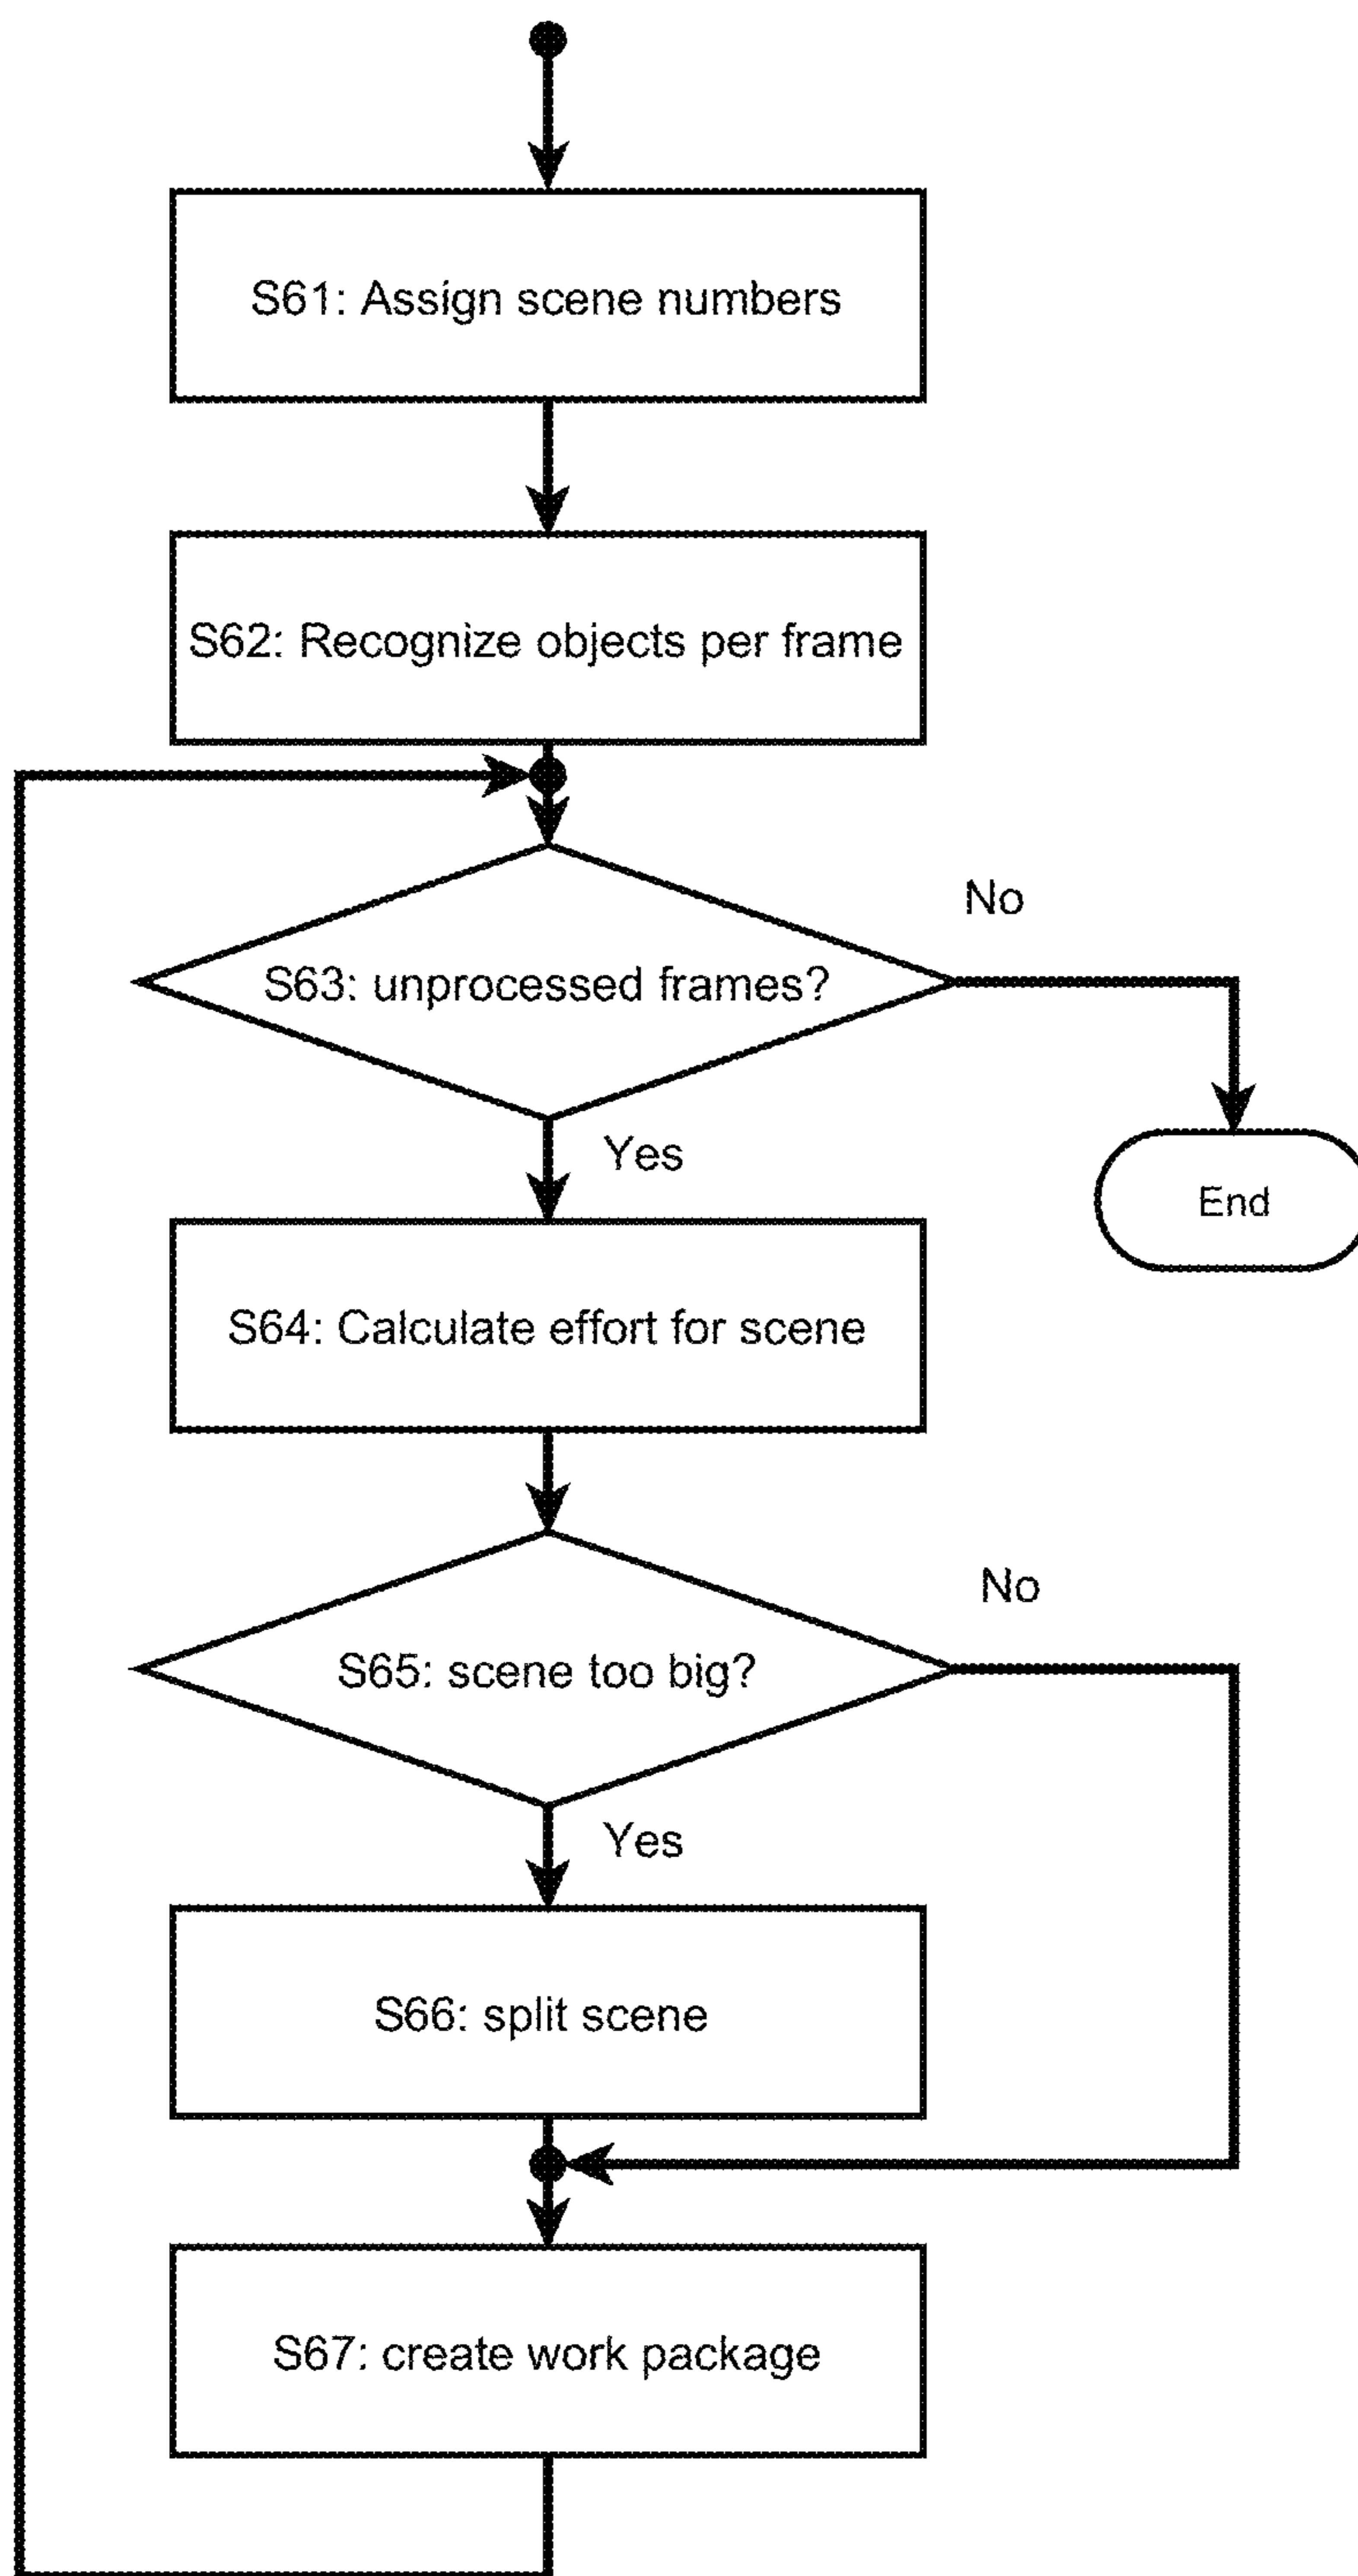 S61: Assign scene numbers
S62: Recognize objects per frame
No
S63: unprocessed frames?
Yes
End
S64: Calculate effort for scene
No
S65: scene too big?
Yes
S66: split scene
S67: create work package